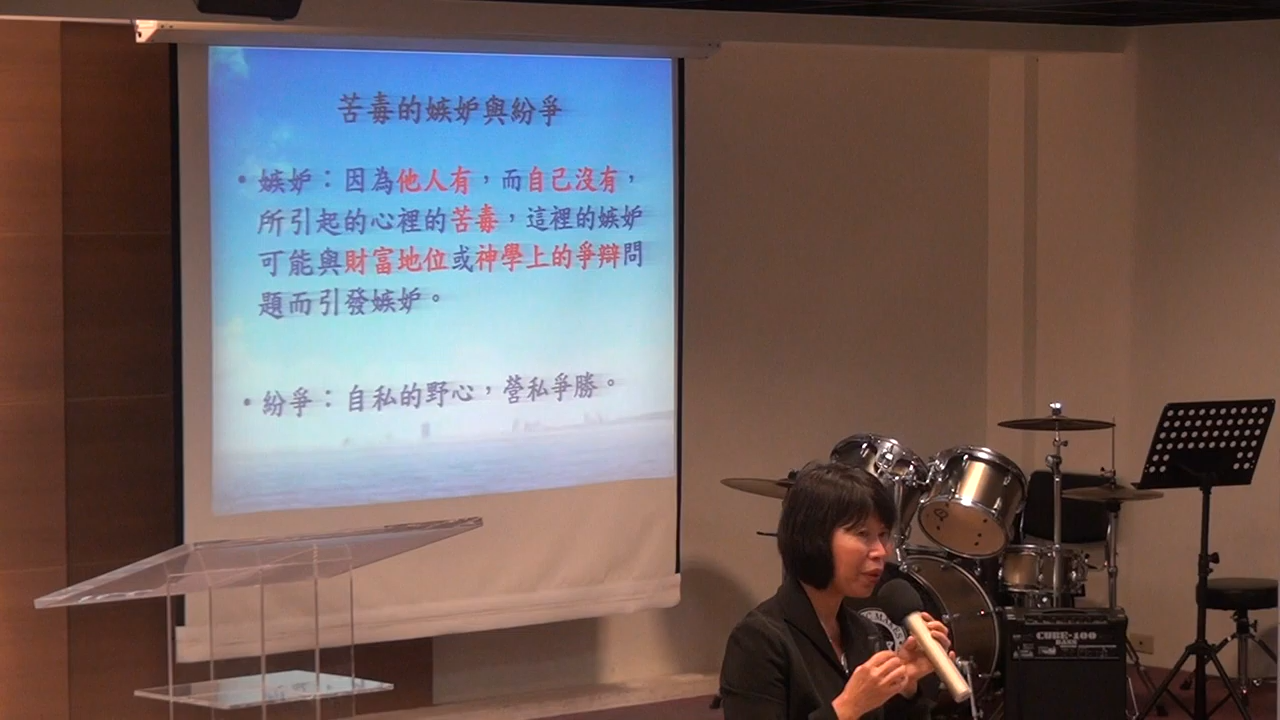 苦毒的嫉妒與紛爭
• 嫉妒：因為他人有，而自己沒有，
所引起的心裡的苦毒，這裡的嫉妒
可能與財富地位或神學上的爭辯問
題而引發嫉妒。
• 紛爭：自私的野心，營私爭勝。
CUBE-100
BASS